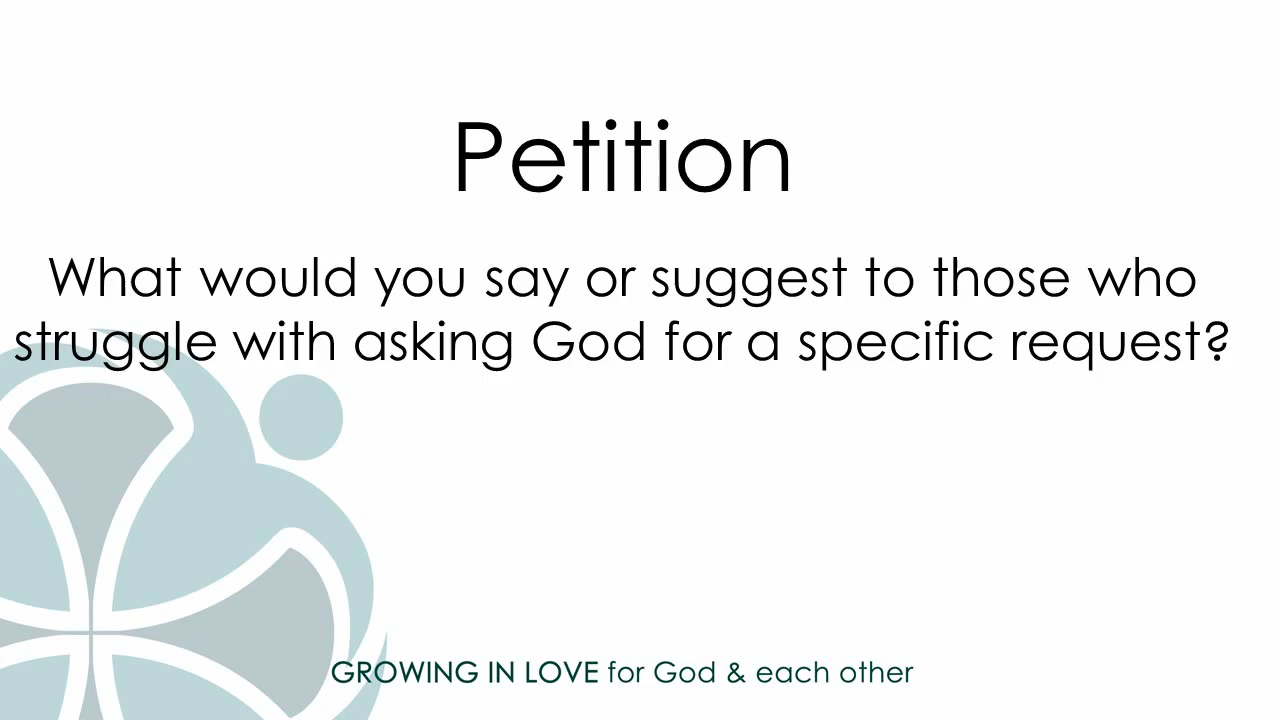 Petition
What would you say or suggest to those who
struggle with asking God for a specific request?
GROWING IN LOVE for God & each other